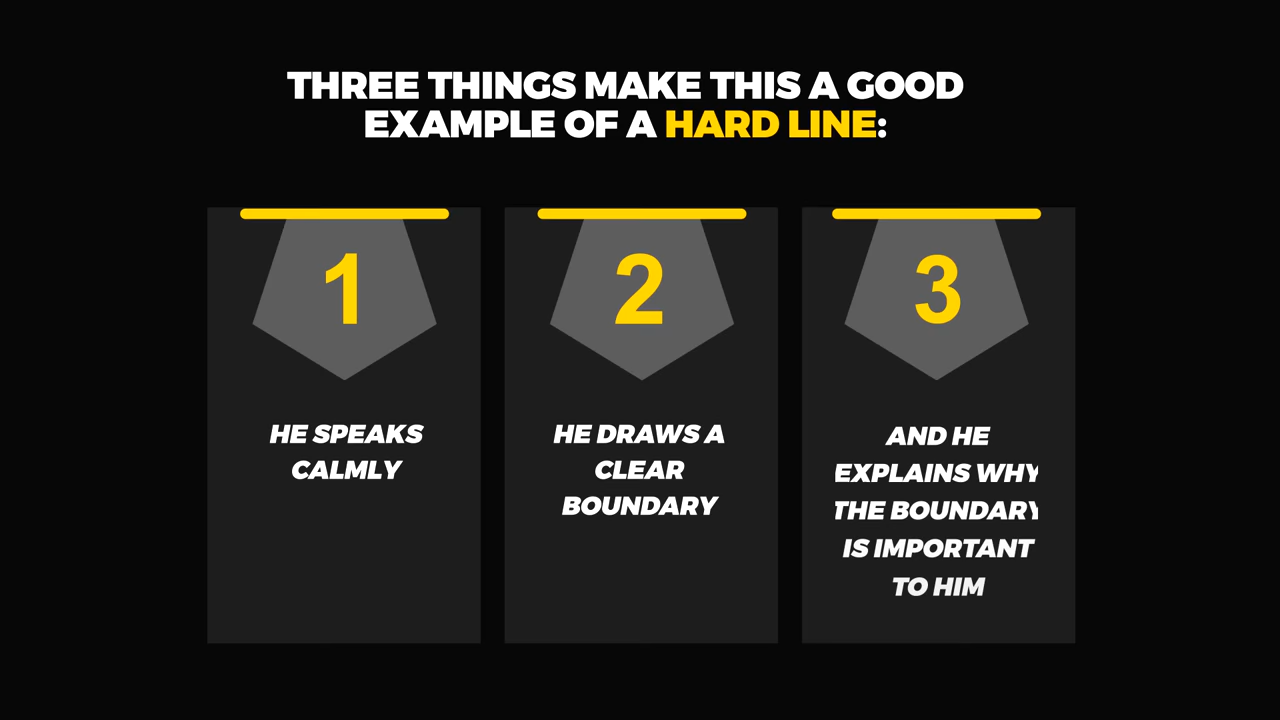 THREE THINGS MAKE THIS A GOOD
EXAMPLE OF A HARD LINE:
1
HE SPEAKS
CALMLY
2
HE DRAWS A
CLEAR
BOUNDARY
3
AND HE
EXPLAINS WHY
THE BOUNDARY
IS IMPORTANT
TO HIM